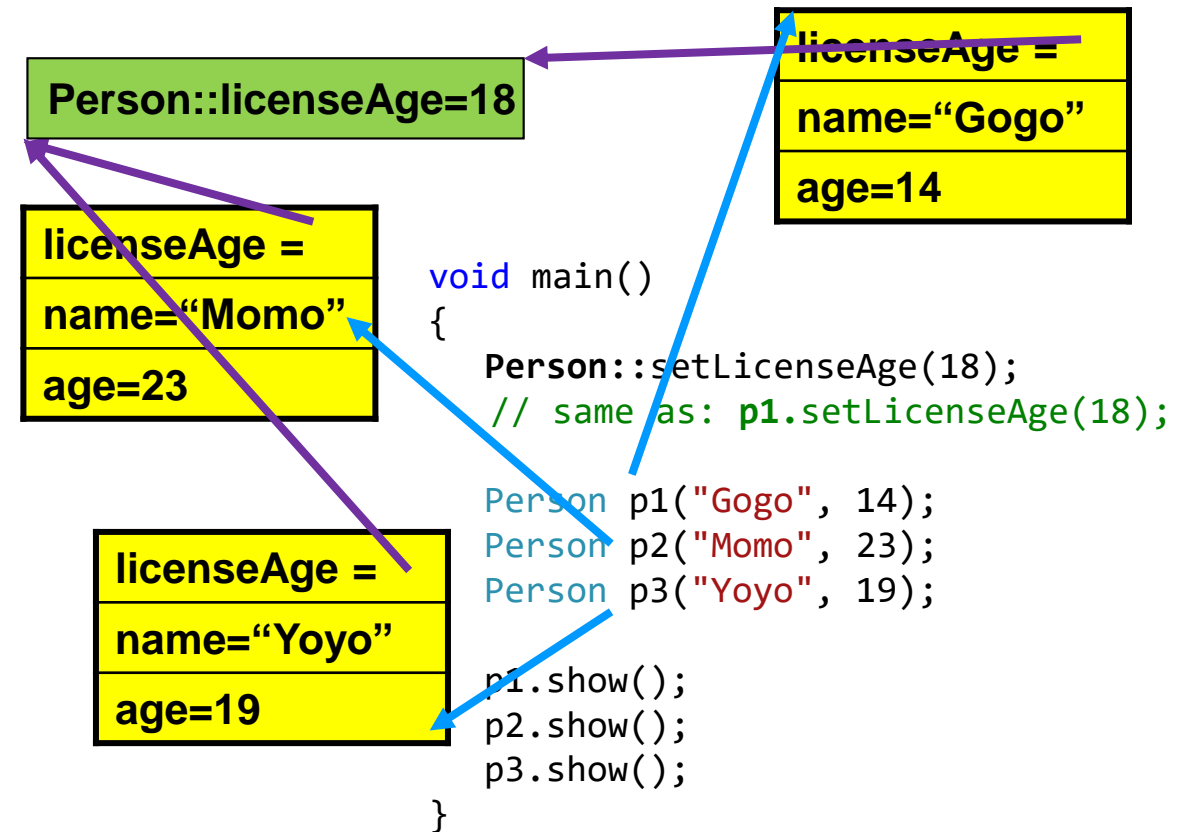 Person::licenseAge=18
licenseAge =
name=“Gogo”
age=14
licenseAge =
name=“Momo”
age=23
void main()
{
Person::setLicenseAge(18);
// same as: p1.setLicenseAge(18);
Person p1("Gogo", 14);
Person p2("Momo", 23);
Person p3("Yoyo", 19);
licenseAge =
name=“Yoyo”
age=19
p1.show();
p2.show();
p3.show();
}